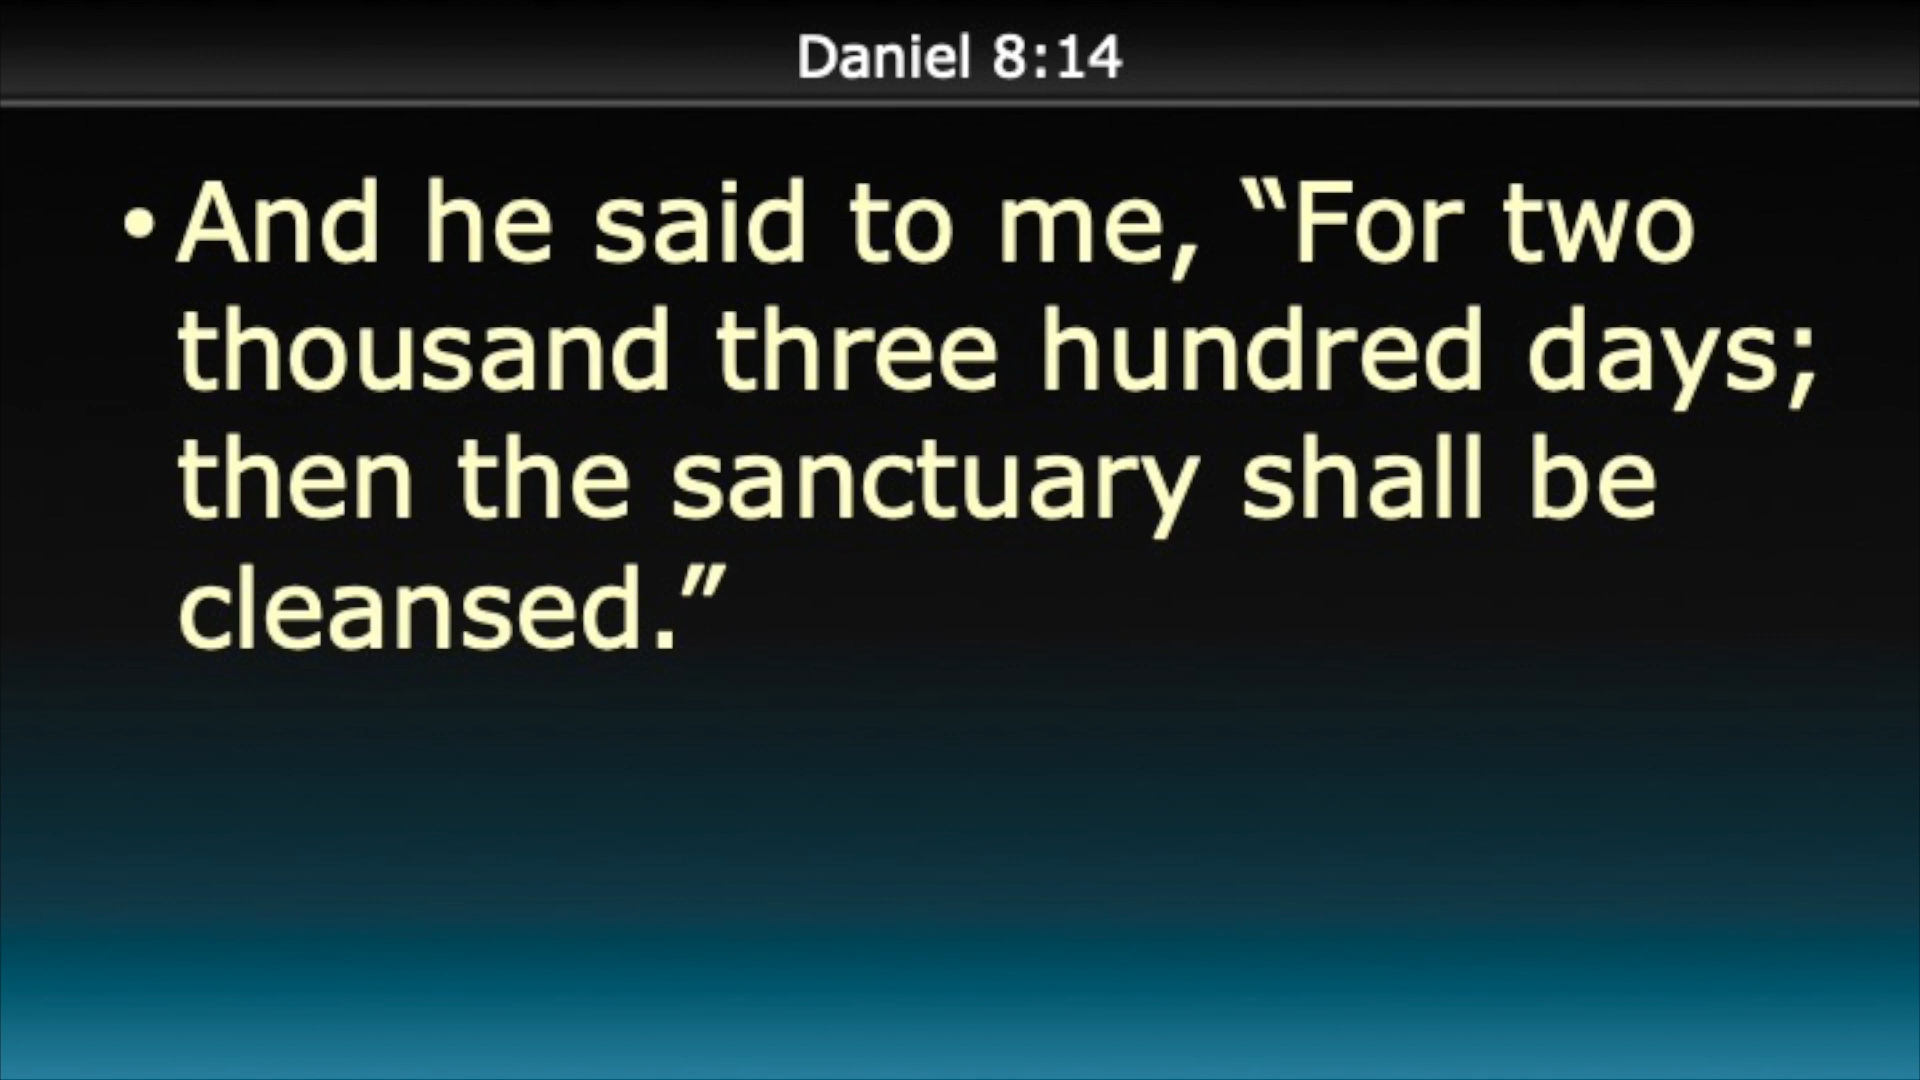 Daniel 8:14
• And he said to me, “For two
thousand three hundred days;
then the sanctuary shall be
cleansed.”